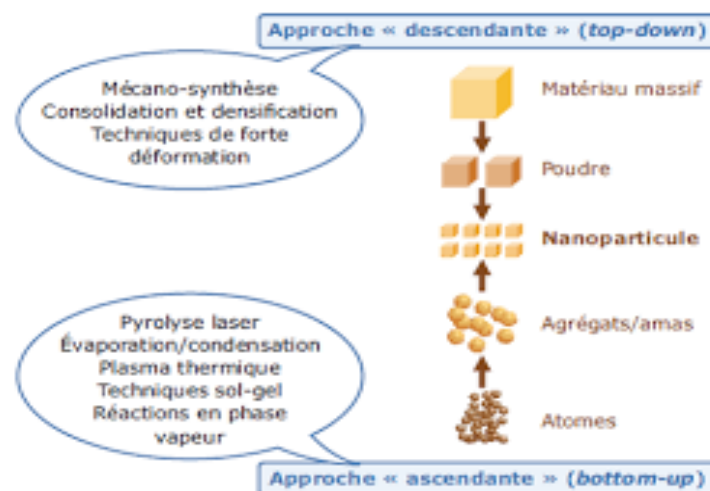 Approche « descendante » (top-down)
Mécano-synthèse
Consolidation et densification
Techniques de forte
déformation
Matériau massif
Poudre
Nanoparticule
Agrégats/amas
Atomes
Pyrolyse laser
Évaporation/condensation
Plasma thermique
Techniques sol-gel
Réactions en phase
vapeur
Approche « ascendante » (bottom-up)